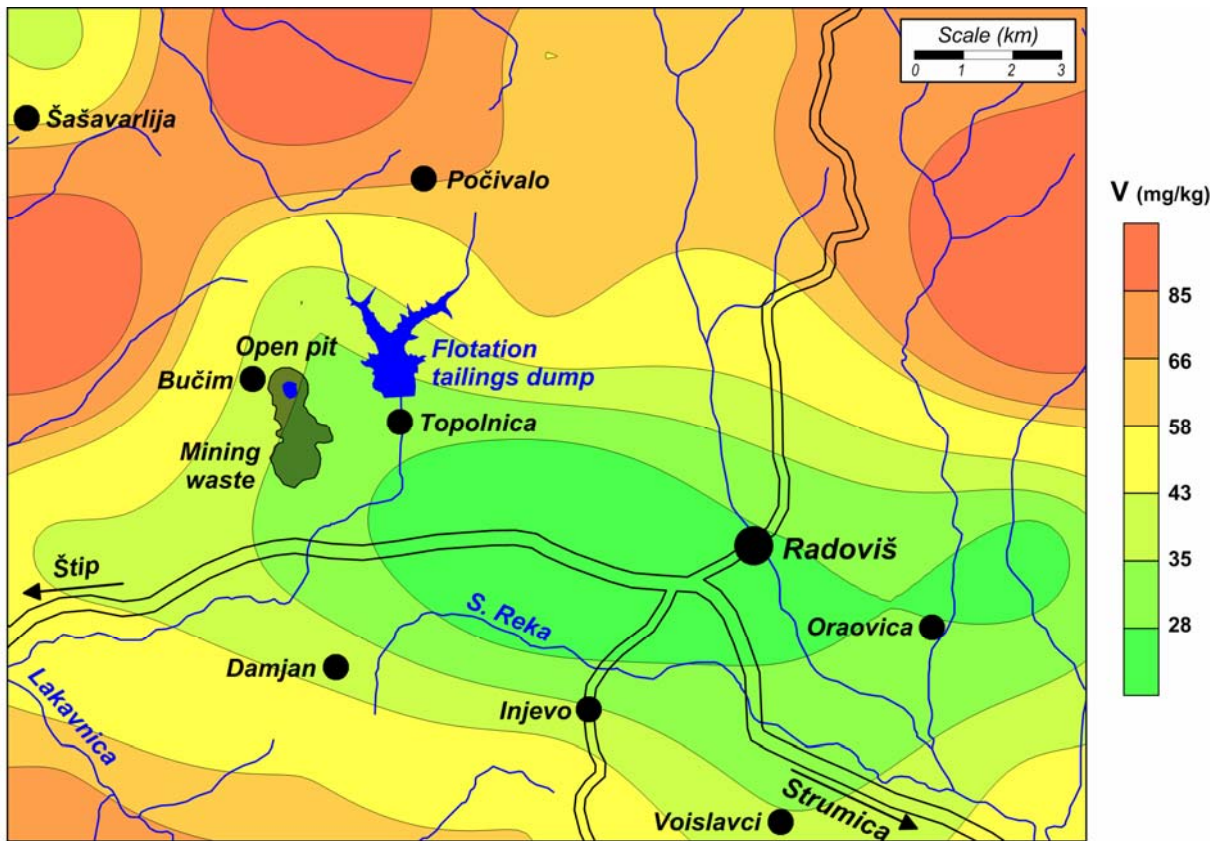 Scale (km)
0 1 2 3
Šašavarlija
Počivalo
V (mg/kg)
85
66
58
43
35
28
Open pit
Bučim
Flotation
tailings dump
Topolnica
Mining
waste
Radoviš
Štip
S. Reka
Oraovica
Damjan
Lakavnica
Injevo
Strumica
Voislavci